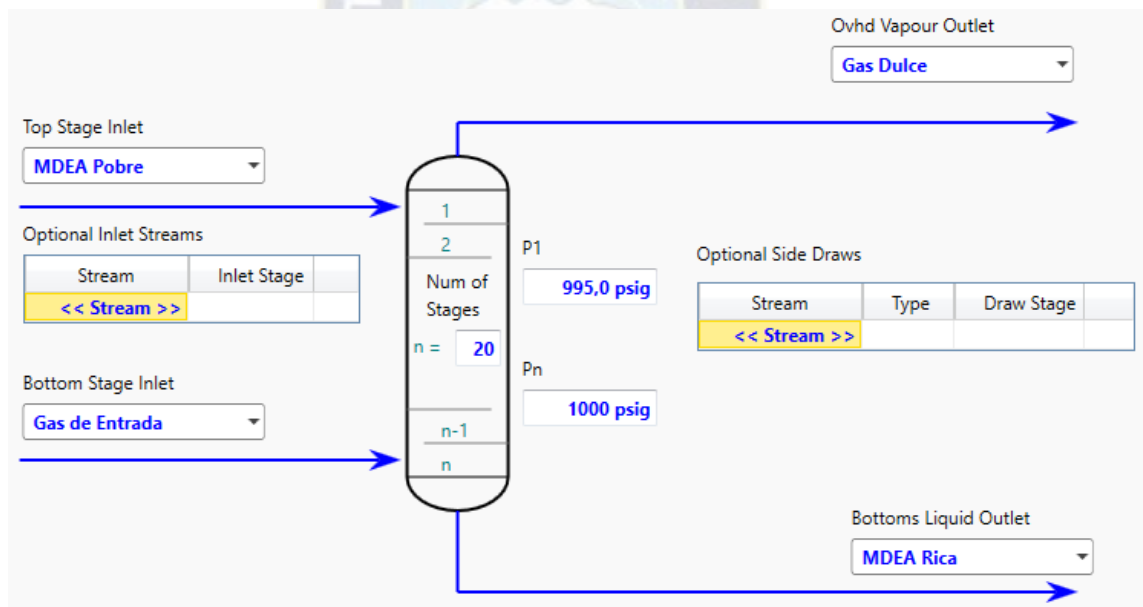 Ovhd Vapour Outlet
Gas Dulce
Top Stage Inlet
MDEA Pobre
1
Optional Inlet Streams
2
P1
Optional Side Draws
Stream Inlet Stage
Num of
Stages
995,0 psig
<< Stream >>
Stream Type Draw Stage
n = 20
<< Stream >>
Pn
Bottom Stage Inlet
1000 psig
Gas de Entrada
n-1
n
Bottoms Liquid Outlet
MDEA Rica